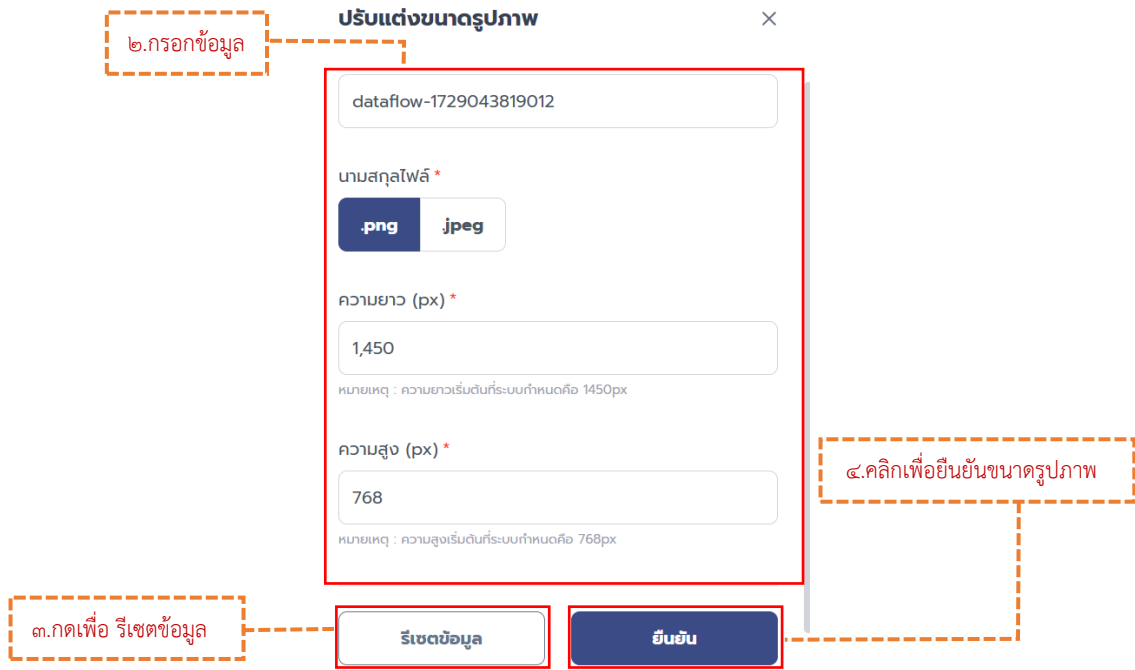 ปรับแต่งขนาดรูปภาพ
๒.กรอกข้อมูล
dataflow-1729043819012
นามสกุลไฟล์ *
.png .jpeg
ความยาว (px) *
1,450
หมายเหตุ : ความยาวเริ่มต้นที่ระบบกำหนดคือ 1450px
ความสูง (px) *
๔.คลิกเพื่อยืนยันขนาดรูปภาพ
768
หมายเหตุ : ความสูงเริ่มต้นที่ระบบกำหนดคือ 768px
๓.กดเพื่อ รีเซตข้อมูล
รีเซตข้อมูล ยืนยัน